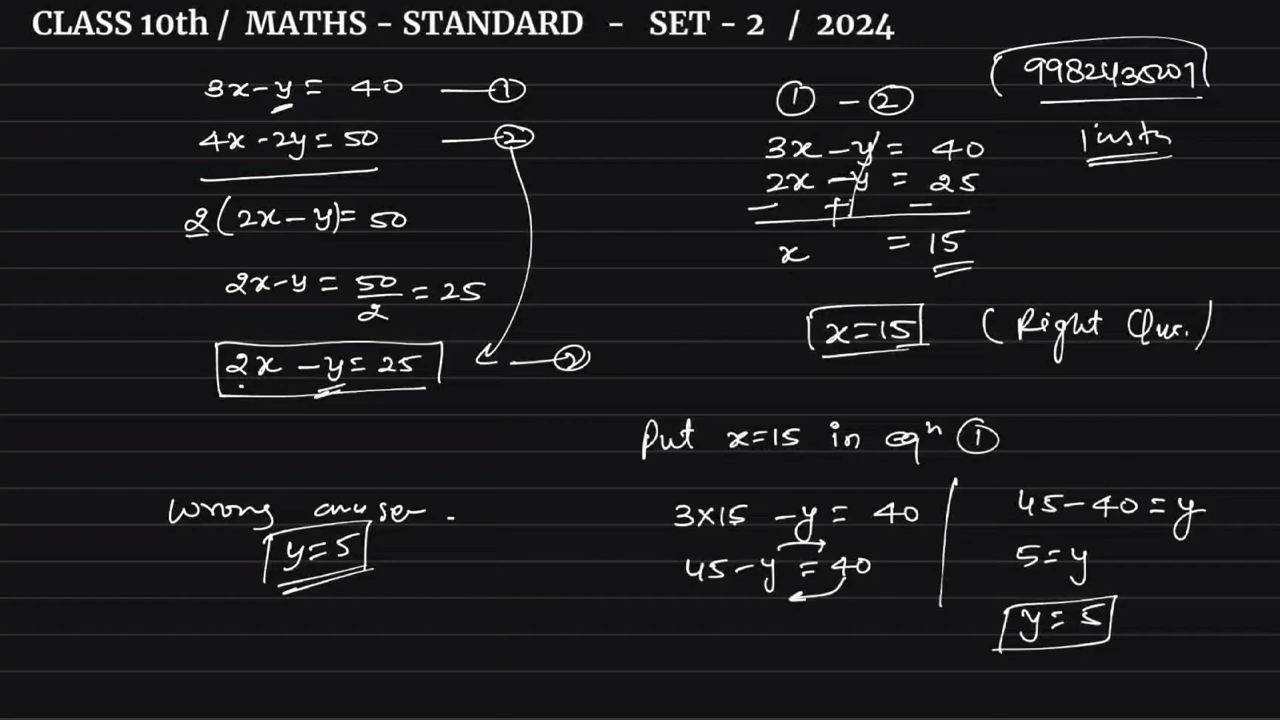 CLASS 10th / MATHS - STANDARD - SET - 2 / 2024
3x-y = 40 — ①
4x-2y = 50 — ②
2(2x-y) = 50
2x-y = 50/2 = 25
2x-y = 25 — ②
wrong
y=5
① - ②
3x-y = 40
2x-y = 25
- + -
x = 15
x=15 (Right Que.)
Put x=15 in eqⁿ ①
3×15 -y = 40
45-y = 40
45-40 = y
5=y
y=5